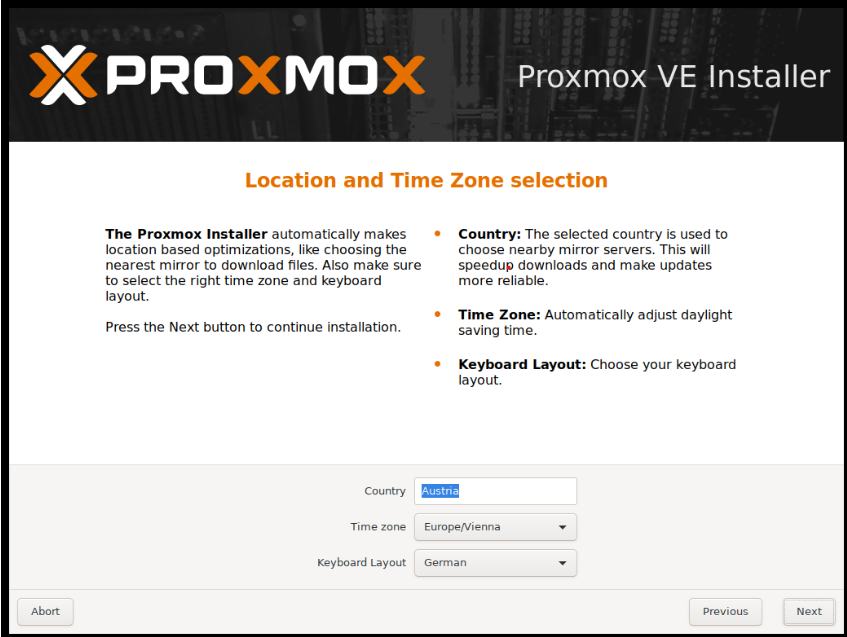 PROXMOX
Proxmox VE Installer
Location and Time Zone selection
The Proxmox Installer automatically makes
location based optimizations, like choosing the
nearest mirror to download files. Also make sure
to select the right time zone and keyboard
layout.
Press the Next button to continue installation.
Country: The selected country is used to
choose nearby mirror servers. This will
speedup downloads and make updates
more reliable.
Time Zone: Automatically adjust daylight
saving time.
Keyboard Layout: Choose your keyboard
layout.
Country Austria
Time zone Europe/Vienna
Keyboard Layout German
Abort Previous Next